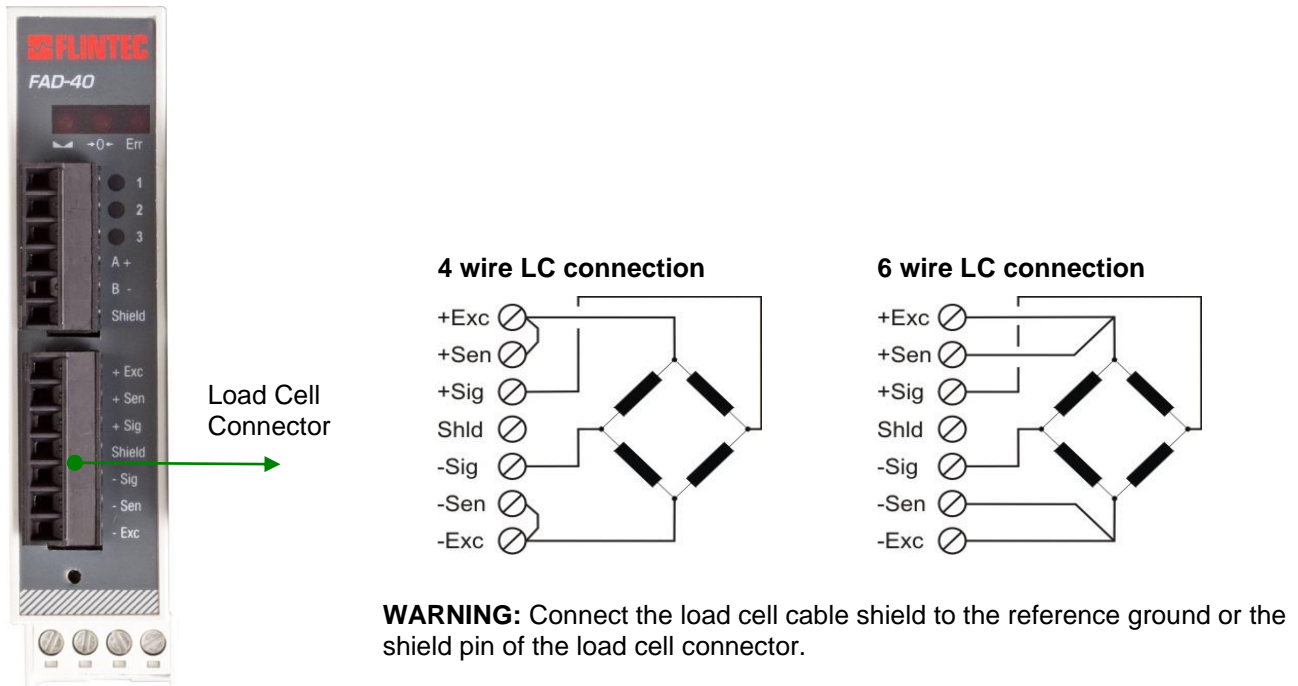 FLINTEC
FAD-40
→0← Err
1
2
3
A +
B -
Shield
+ Exc
+ Sen
+ Sig
Shield
- Sig
- Sen
- Exc
Load Cell
Connector
4 wire LC connection
+Exc
+Sen
+Sig
Shld
-Sig
-Sen
-Exc
6 wire LC connection
+Exc
+Sen
+Sig
Shld
-Sig
-Sen
-Exc
WARNING: Connect the load cell cable shield to the reference ground or the
shield pin of the load cell connector.